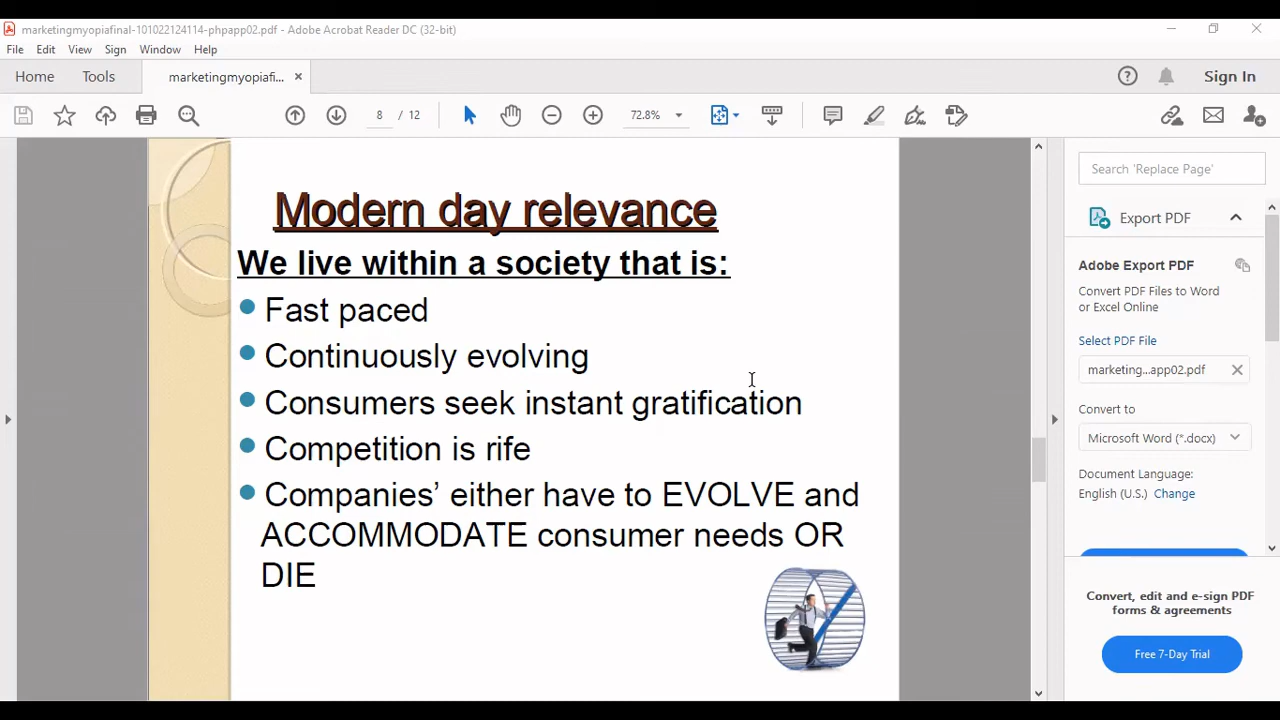 marketingmyopiafinal-101022124114-phpapp02.pdf - Adobe Acrobat Reader DC (32-bit)
File Edit View Sign Window Help
Home Tools marketingmyopiafi... × Sign In
8 / 12 72.8%
Modern day relevance
We live within a society that is:
Fast paced
Continuously evolving
Consumers seek instant gratification
Competition is rife
Companies’ either have to EVOLVE and
ACCOMMODATE consumer needs OR
DIE
Search 'Replace Page'
Export PDF
Adobe Export PDF
Convert PDF Files to Word
or Excel Online
Select PDF File
marketing...app02.pdf
Convert to
Microsoft Word (*.docx)
Document Language:
English (U.S.) Change
Convert, edit and e-sign PDF
forms & agreements
Free 7-Day Trial